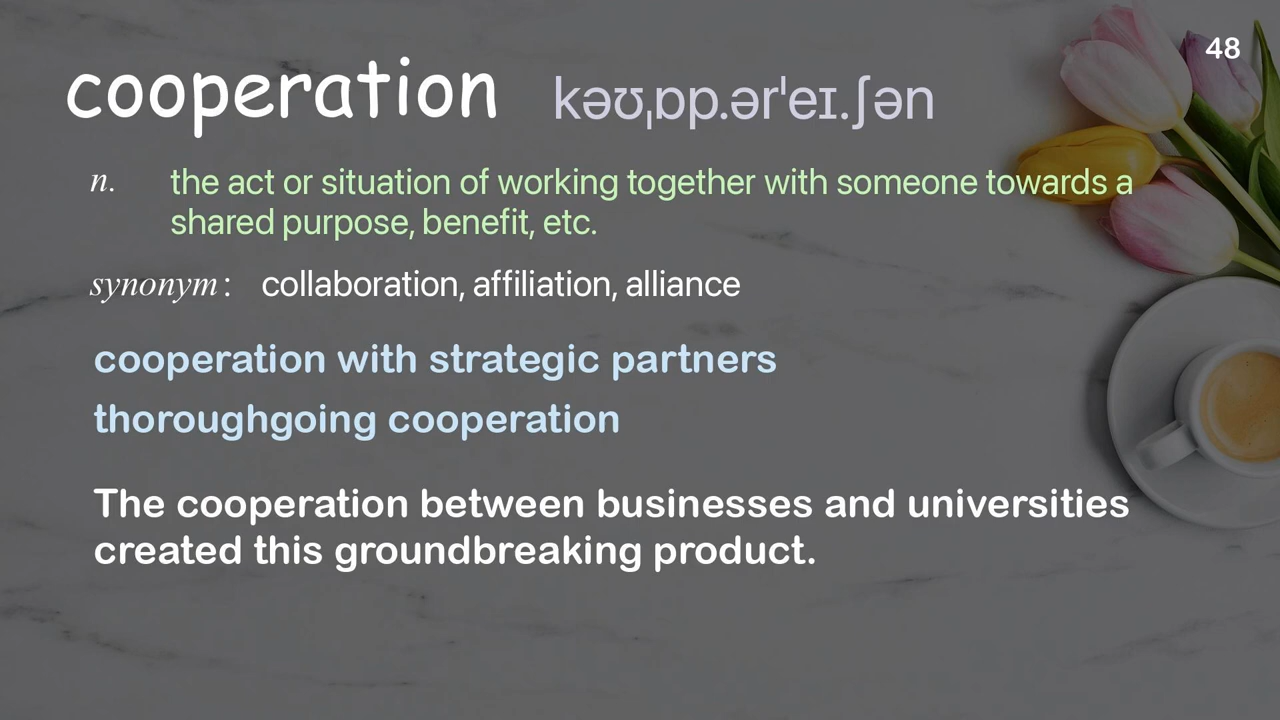 48
cooperation kəʊˌɒp.ərˈeɪ.ʃən
n. the act or situation of working together with someone towards a
shared purpose, benefit, etc.
synonym: collaboration, affiliation, alliance
cooperation with strategic partners
thoroughgoing cooperation
The cooperation between businesses and universities
created this groundbreaking product.